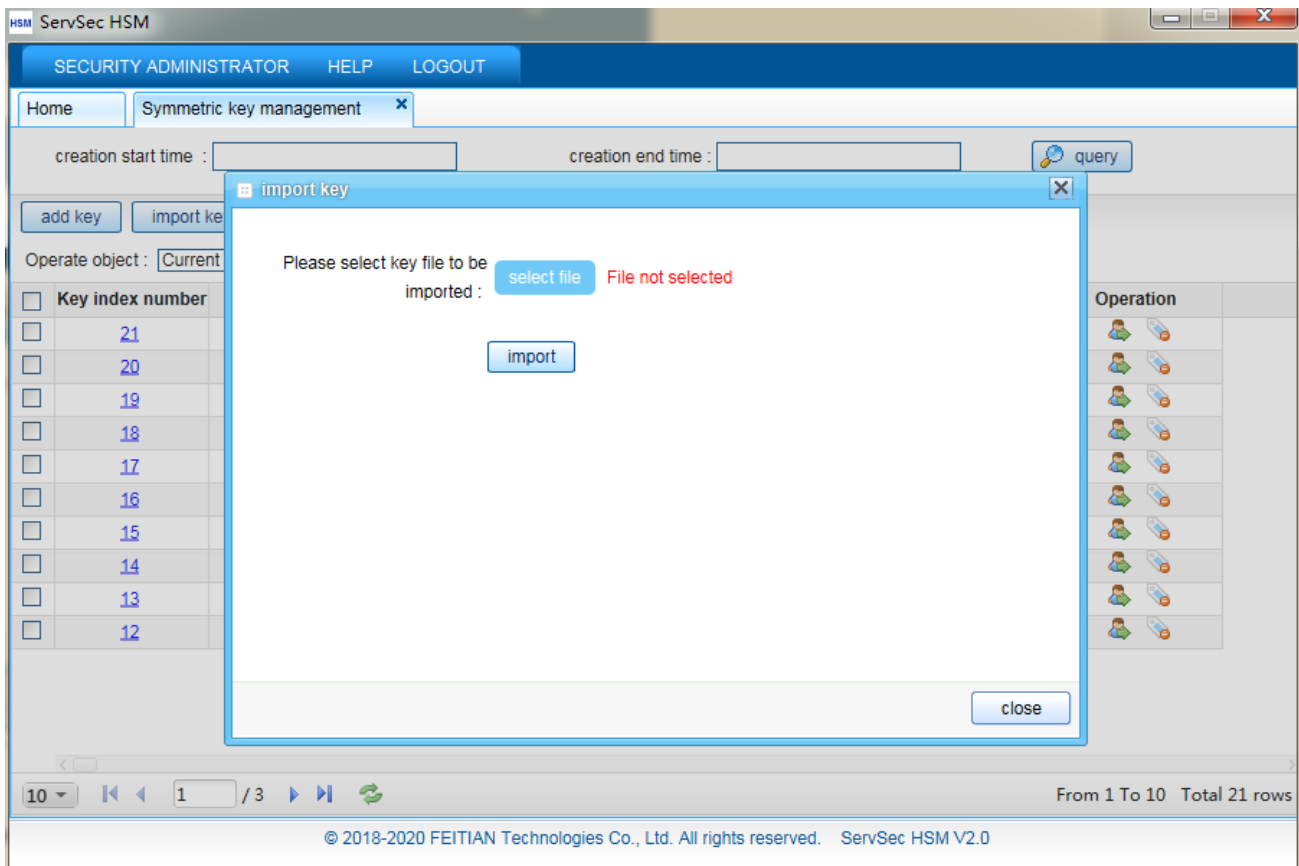 HSM ServSec HSM
SECURITY ADMINISTRATOR HELP LOGOUT
Home Symmetric key management
creation start time : creation end time : query
import key
add key import ke
Operate object : Current
Please select key file to be
imported :
select file File not selected
Key index number Operation
21
20
import
19
18
17
16
15
14
13
12
close
10 1 / 3 From 1 To 10 Total 21 rows
© 2018-2020 FEITIAN Technologies Co., Ltd. All rights reserved. ServSec HSM V2.0